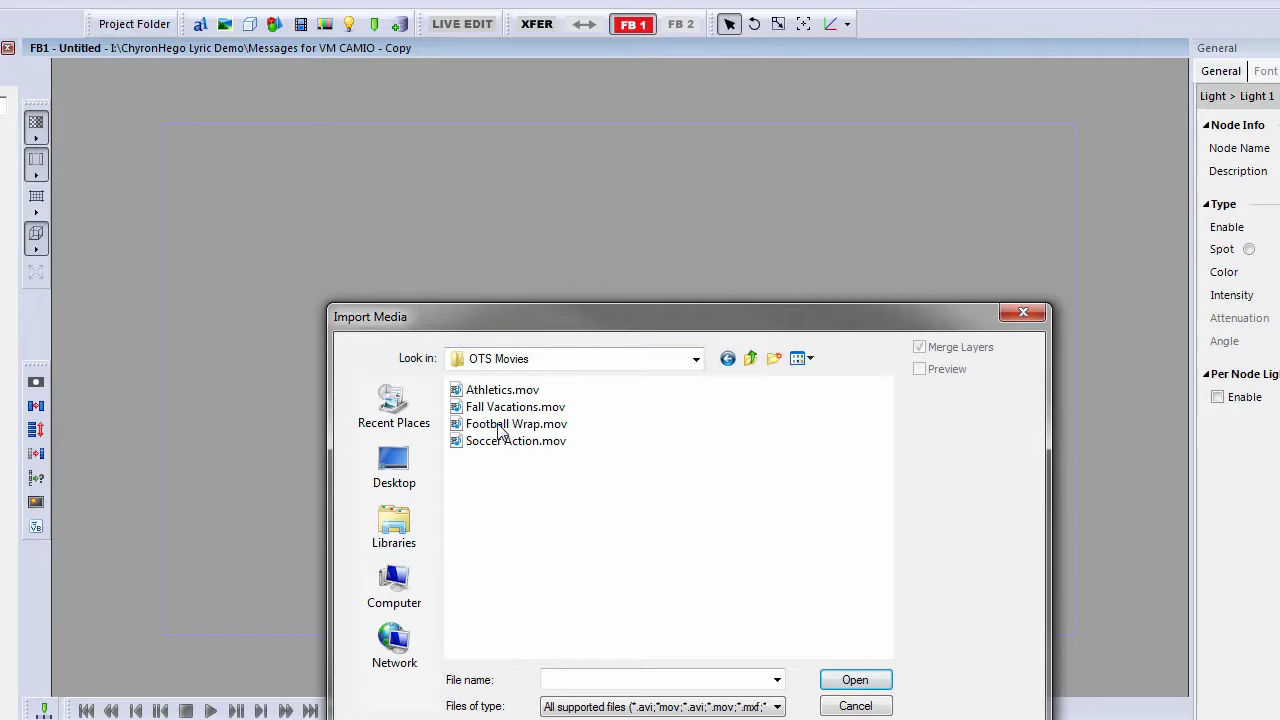 Project Folder
LIVE EDIT
XFER
FB 1
FB 2
FB1 - Untitled - I:\ChyronHego Lyric Demo\Messages for VM CAMIO - Copy
General
General
Font
Light > Light 1
Node Info
Node Name
Description
Type
Enable
Spot
Color
Intensity
Attenuation
Angle
Per Node Lig
Enable
Import Media
Look in:
OTS Movies
Merge Layers
Preview
Athletics.mov
Fall Vacations.mov
Football Wrap.mov
Soccer Action.mov
Recent Places
Desktop
Libraries
Computer
Network
File name:
Open
Files of type:
All supported files (*.avi;*mov;*.avi;*.mov;*.mxf;*
Cancel
VB